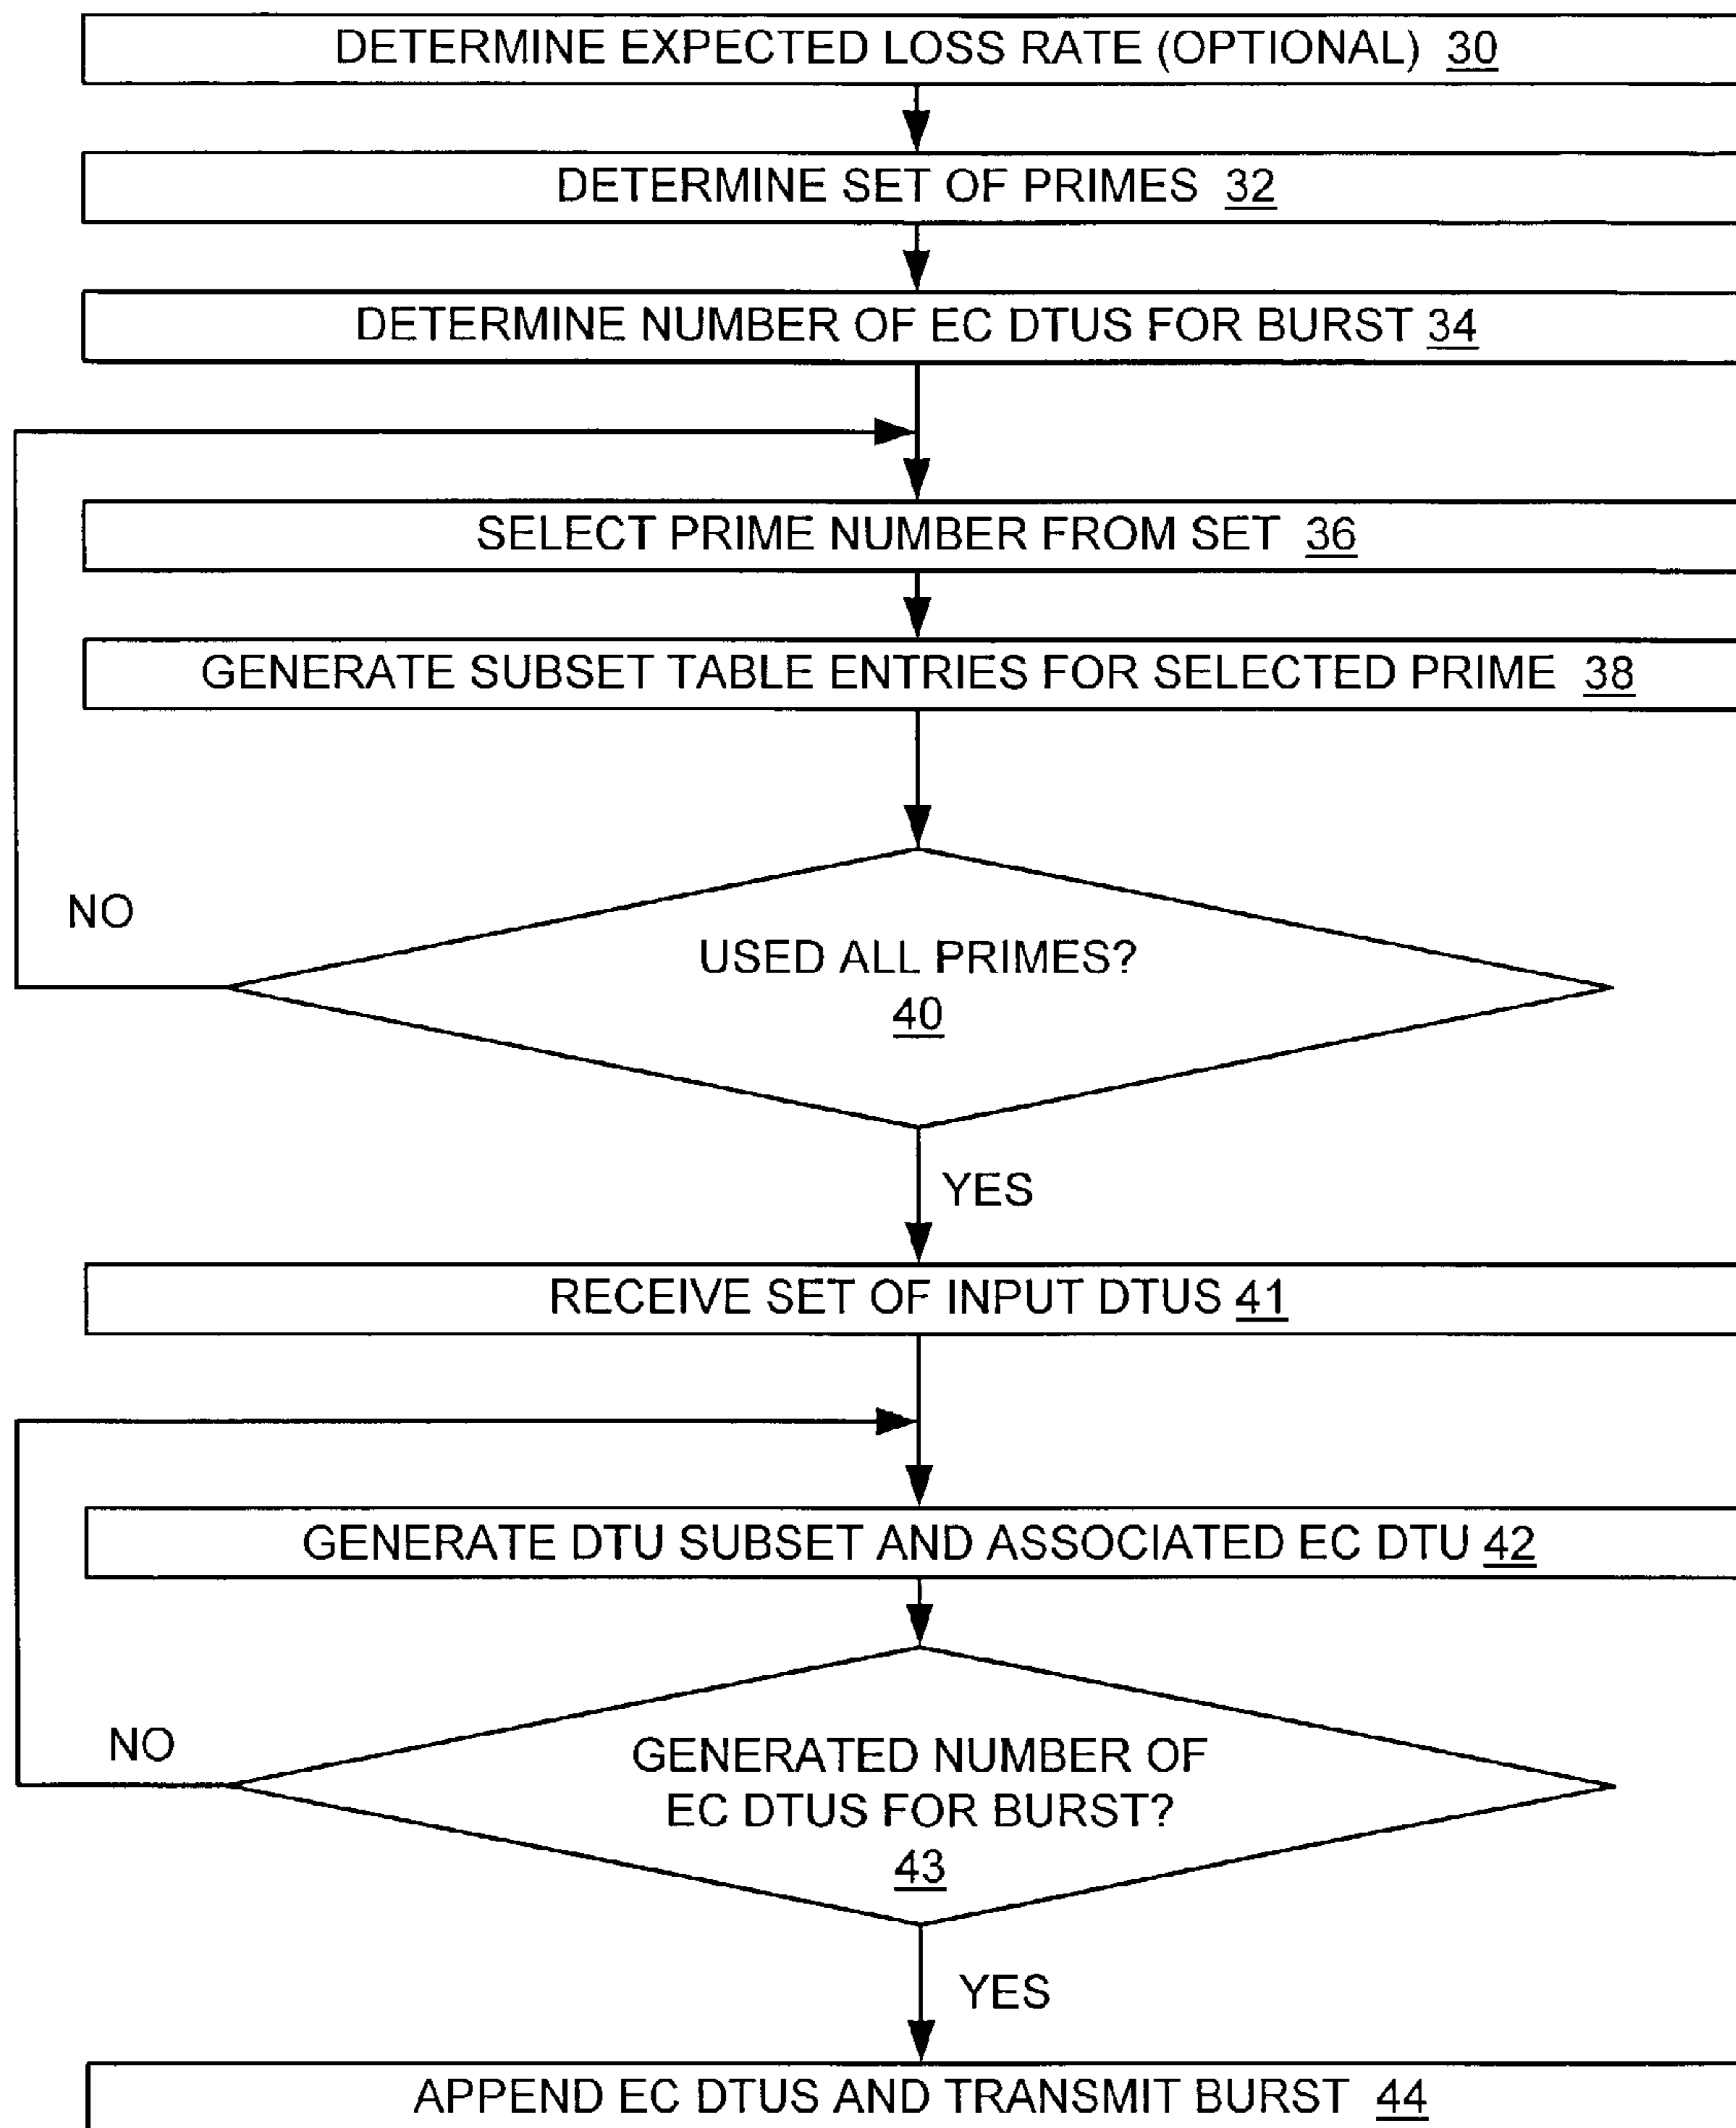 DETERMINE EXPECTED LOSS RATE (OPTIONAL) 30
DETERMINE SET OF PRIMES 32
DETERMINE NUMBER OF EC DTUS FOR BURST 34
SELECT PRIME NUMBER FROM SET 36
GENERATE SUBSET TABLE ENTRIES FOR SELECTED PRIME 38
NO
USED ALL PRIMES?
40
YES
RECEIVE SET OF INPUT DTUS 41
GENERATE DTU SUBSET AND ASSOCIATED EC DTU 42
NO
GENERATED NUMBER OF
EC DTUS FOR BURST?
43
YES
APPEND EC DTUS AND TRANSMIT BURST 44